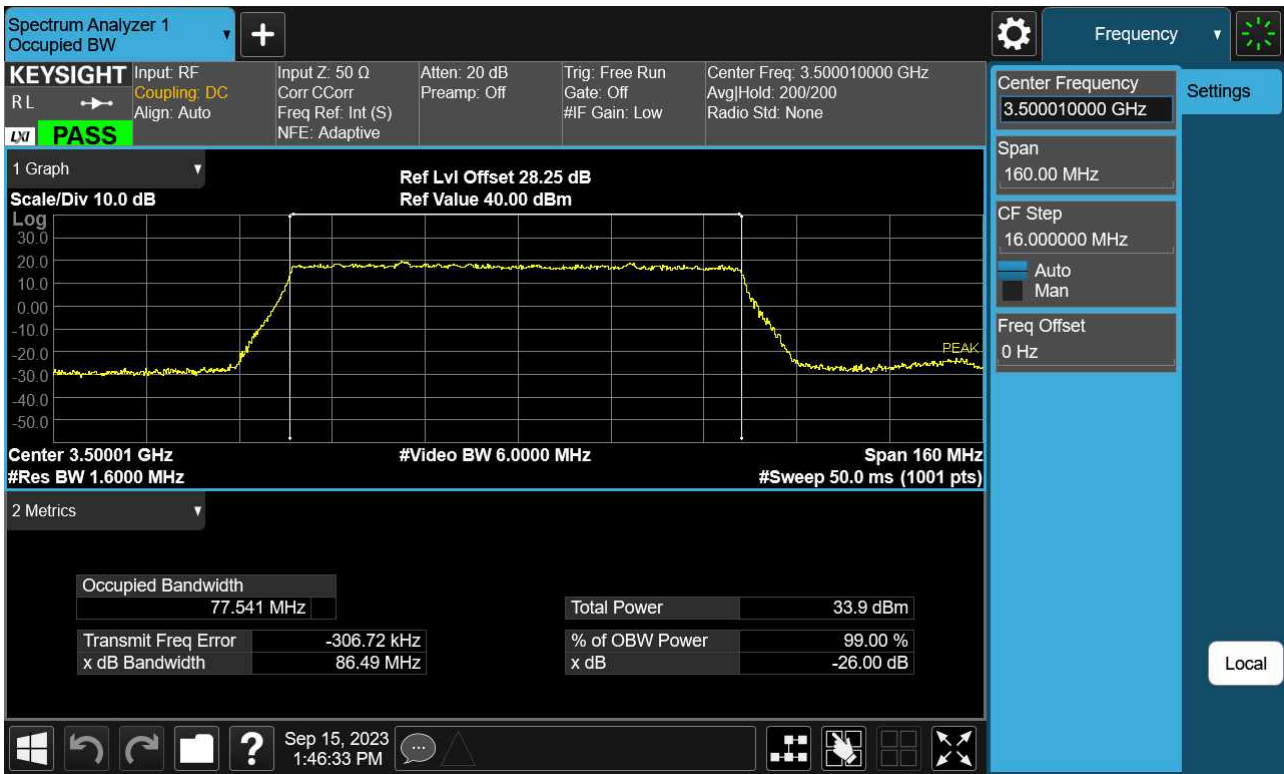 Spectrum Analyzer 1
Occupied BW
+
Frequency
KEYSIGHT
R L
LXI
PASS
Input: RF
Coupling: DC
Align: Auto
Input Z: 50 Ω
Corr CCorr
Freq Ref: Int (S)
NFE: Adaptive
Atten: 20 dB
Preamp: Off
Trig: Free Run
Gate: Off
#IF Gain: Low
Center Freq: 3.500010000 GHz
Avg|Hold: 200/200
Radio Std: None
1 Graph
Scale/Div 10.0 dB
Ref Lvl Offset 28.25 dB
Ref Value 40.00 dBm
Log
30.0
20.0
10.0
0.00
-10.0
-20.0
-30.0
-40.0
-50.0
PEAK
Center 3.50001 GHz
#Video BW 6.0000 MHz
Span 160 MHz
#Res BW 1.6000 MHz
#Sweep 50.0 ms (1001 pts)
2 Metrics
Occupied Bandwidth
77.541 MHz
Transmit Freq Error -306.72 kHz
x dB Bandwidth 86.49 MHz
Total Power 33.9 dBm
% of OBW Power 99.00 %
x dB -26.00 dB
?
Sep 15, 2023
1:46:33 PM
Center Frequency
3.500010000 GHz
Span
160.00 MHz
CF Step
16.000000 MHz
Auto
Man
Freq Offset
0 Hz
Settings
Local